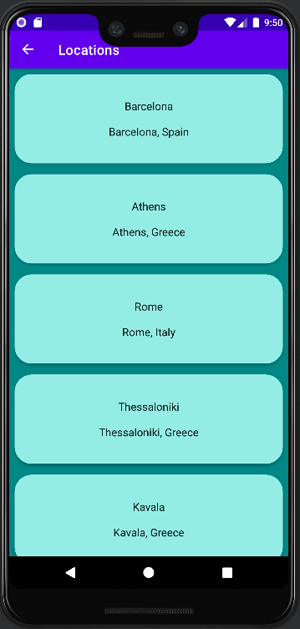 9:50
Locations
Barcelona
Barcelona, Spain
Athens
Athens, Greece
Rome
Rome, Italy
Thessaloniki
Thessaloniki, Greece
Kavala
Kavala, Greece